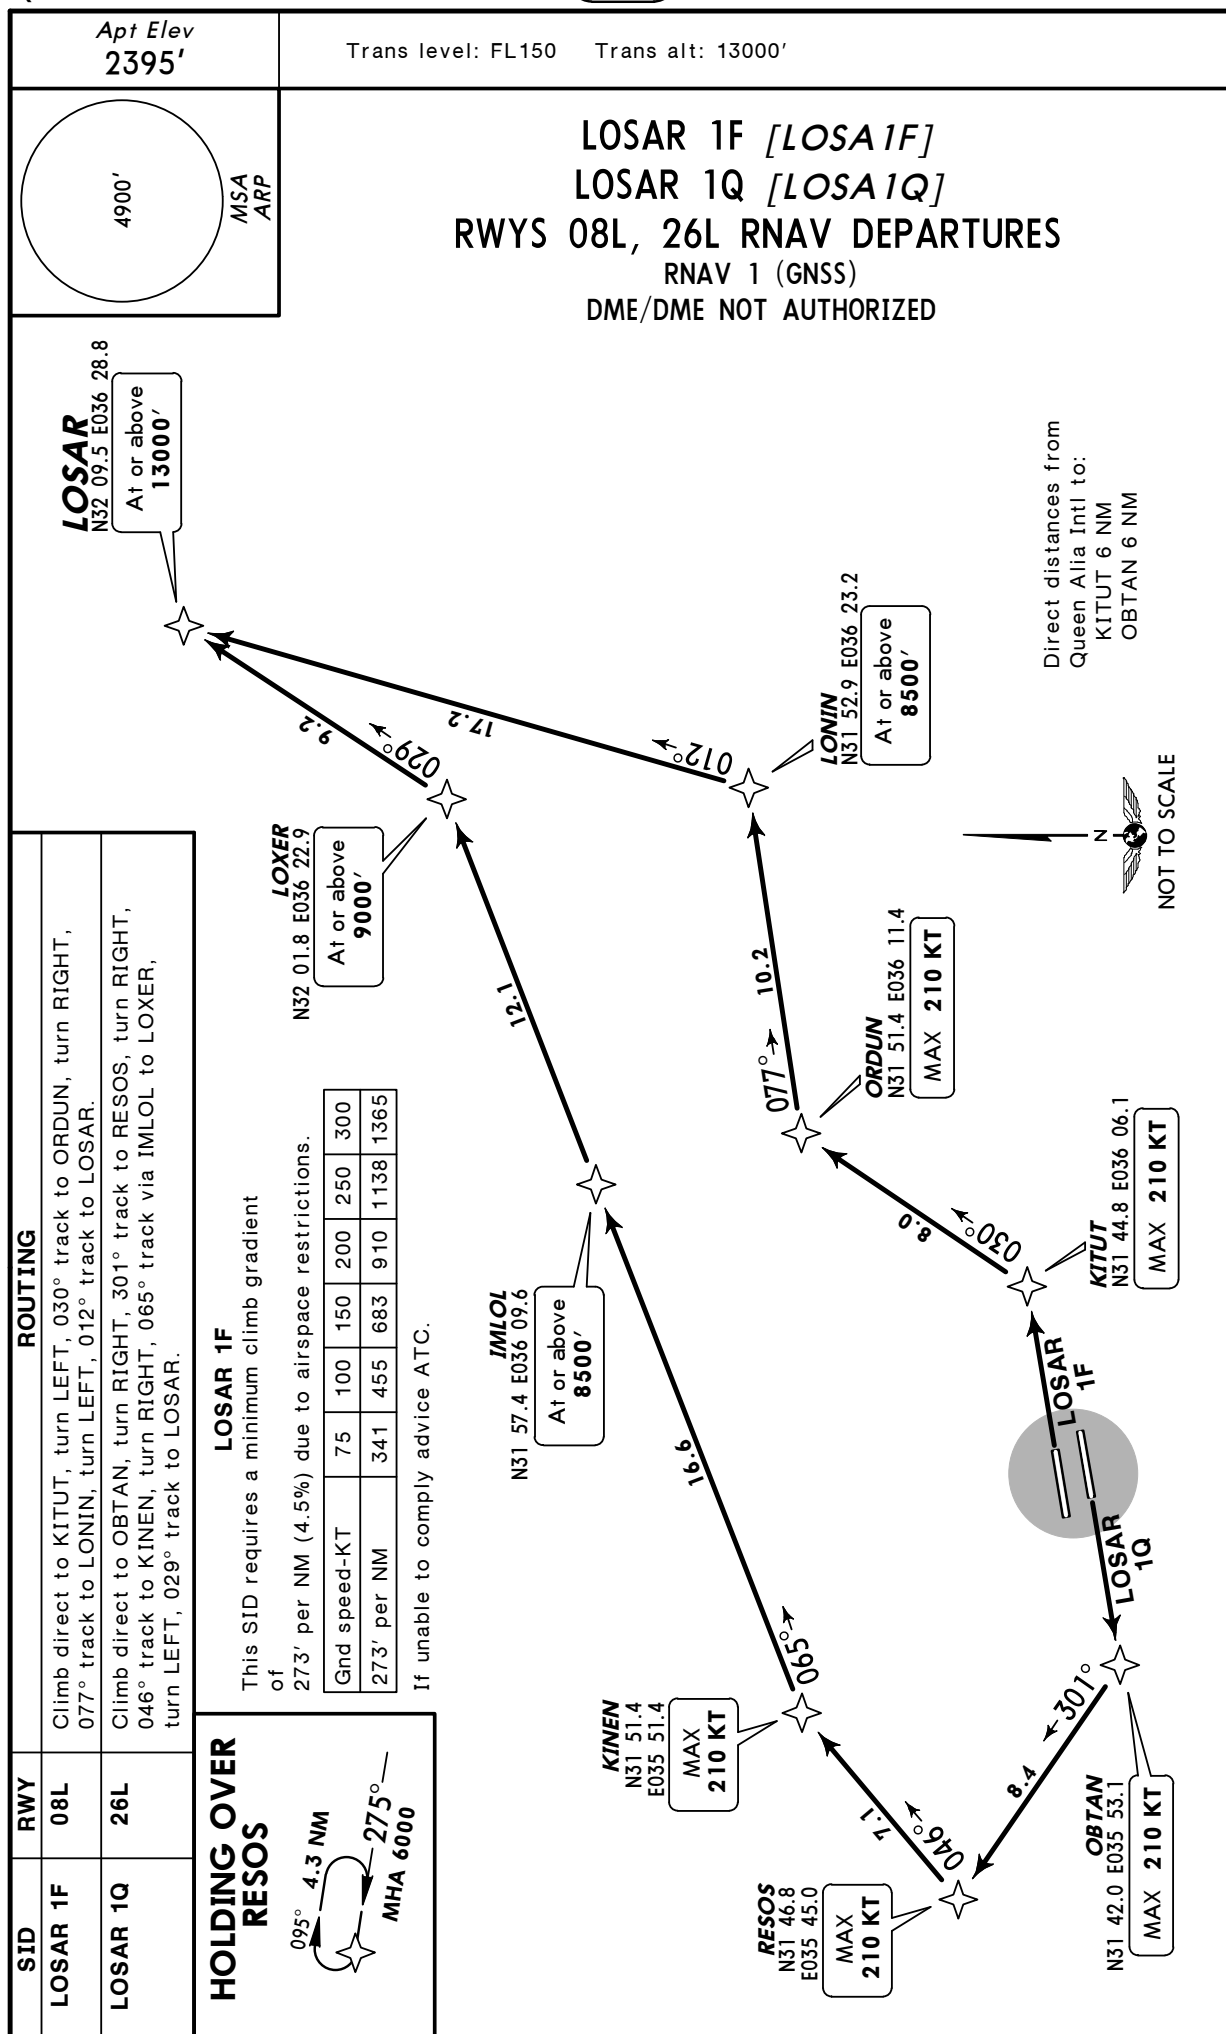 Apt Elev
2395'
Trans level: FL150 Trans alt: 13000'
4900'
MSA
ARP
LOSAR 1F [LOSA1F]
LOSAR 1Q [LOSA1Q]
RWYS 08L, 26L RNAV DEPARTURES
RNAV 1 (GNSS)
DME/DME NOT AUTHORIZED
LOSAR
N32 09.5 E036 28.8
At or above
13000'
9.2
029°
17.2
012°
LOXER
N32 01.8 E036 22.9
At or above
9000'
12.1
LONIN
N31 52.9 E036 23.2
At or above
8500'
10.2
077°
ORDUN
N31 51.4 E036 11.4
MAX 210 KT
8.0
030°
KITUT
N31 44.8 E036 06.1
MAX 210 KT
IMLOL
N31 57.4 E036 09.6
At or above
8500'
16.6
065°
KINEN
N31 51.4
E035 51.4
MAX
210 KT
7.1
046°
RESOS
N31 46.8
E035 45.0
MAX
210 KT
8.4
301°
OBTAN
N31 42.0 E035 53.1
MAX 210 KT
LOSAR
1F
LOSAR
1Q
Direct distances from
Queen Alia Intl to:
KITUT 6 NM
OBTAN 6 NM
N
NOT TO SCALE
SID RWY ROUTING
LOSAR 1F 08L Climb direct to KITUT, turn LEFT, 030° track to ORDUN, turn RIGHT,
077° track to LONIN, turn LEFT, 012° track to LOSAR.
LOSAR 1Q 26L Climb direct to OBTAN, turn RIGHT, 301° track to RESOS, turn RIGHT,
046° track to KINEN, turn RIGHT, 065° track via IMLOL to LOXER,
turn LEFT, 029° track to LOSAR.
LOSAR 1F
This SID requires a minimum climb gradient
of
273' per NM (4.5%) due to airspace restrictions.
Gnd speed-KT 75 100 150 200 250 300
273' per NM 341 455 683 910 1138 1365
If unable to comply advice ATC.
HOLDING OVER
RESOS
095° 4.3 NM
275°
MHA 6000